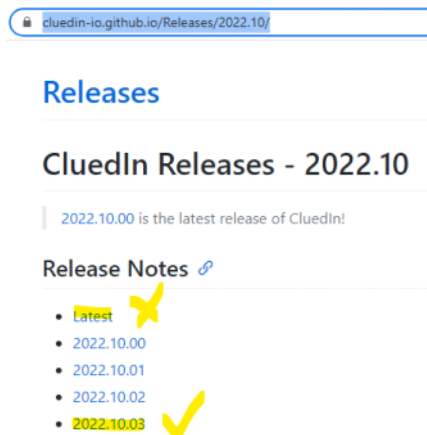 cluedin-io.github.io/Releases/2022.10/
Releases
CluedIn Releases - 2022.10
2022.10.00 is the latest release of CluedIn!
Release Notes
Latest
2022.10.00
2022.10.01
2022.10.02
2022.10.03